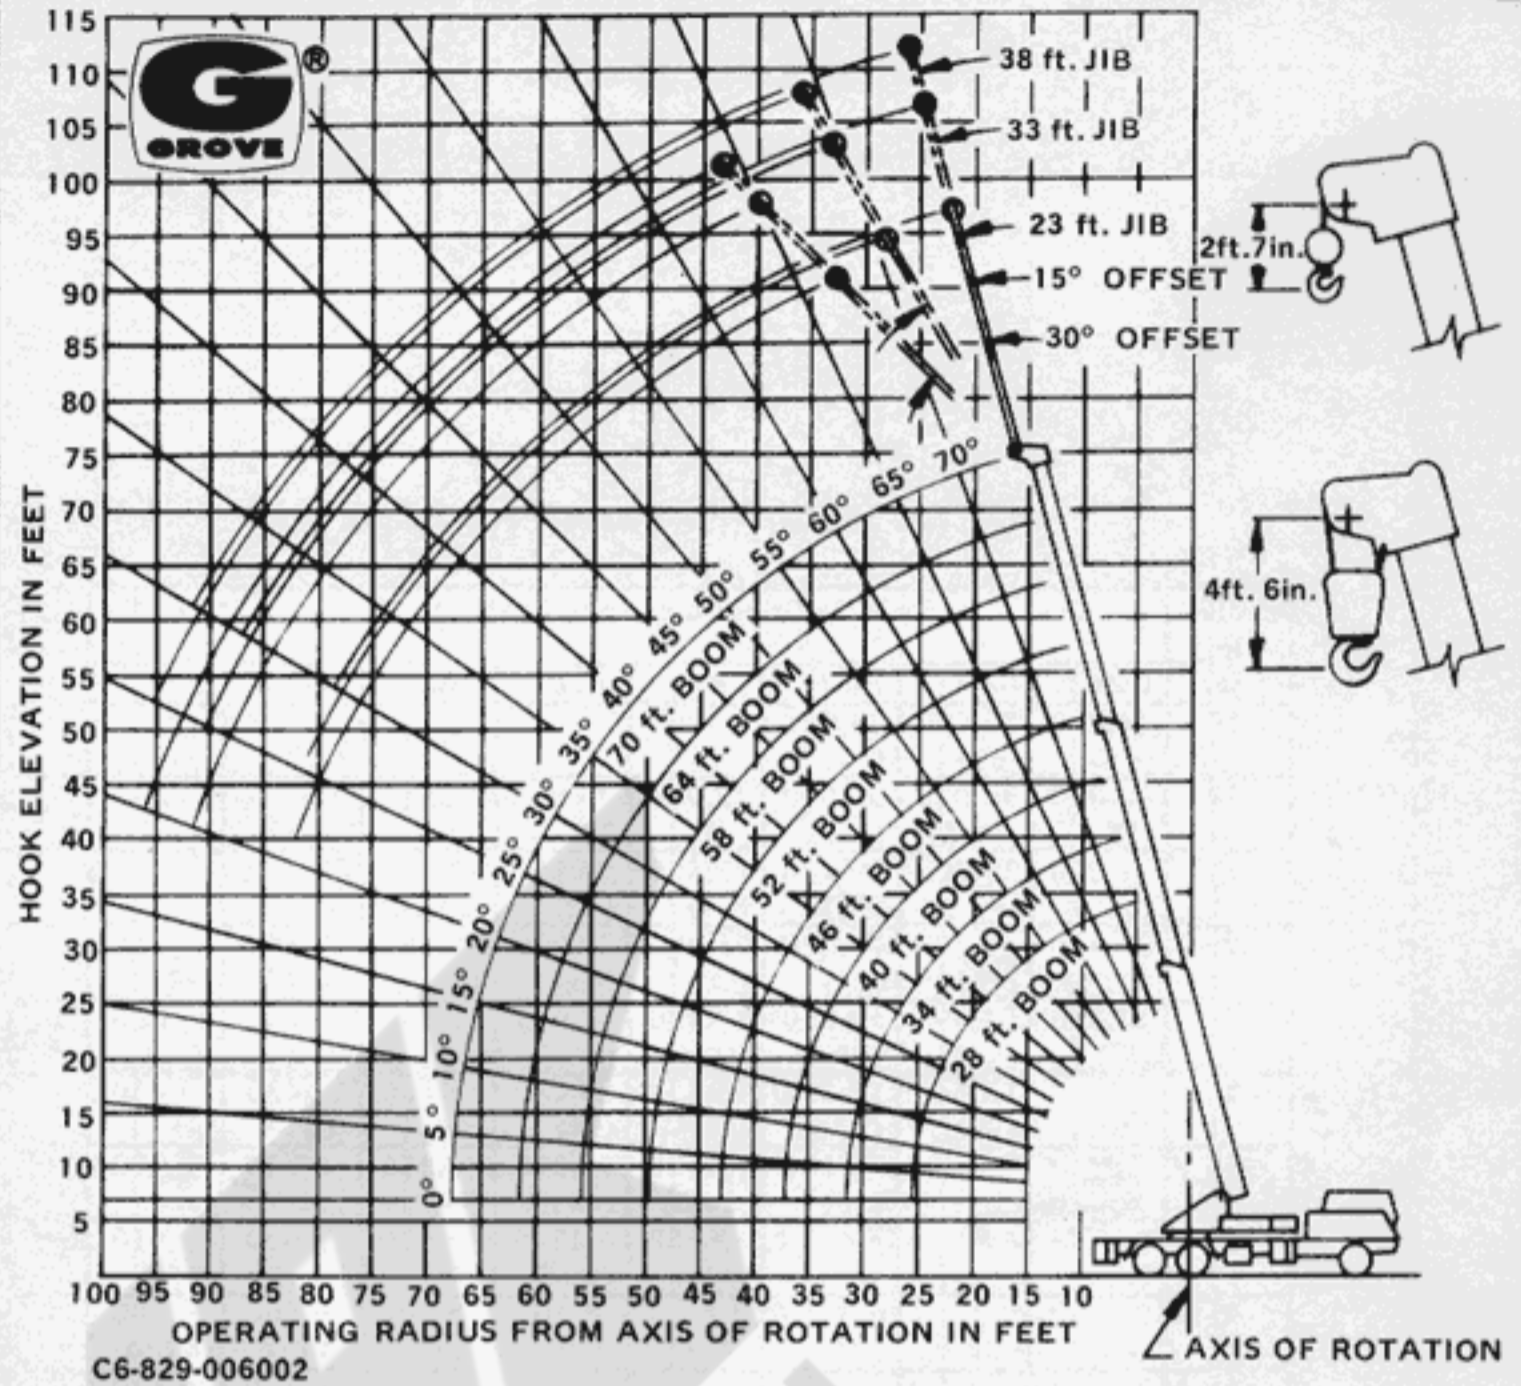 115
110
105
100
95
90
85
80
75
70
65
60
55
50
45
40
35
30
25
20
15
10
5
HOOK ELEVATION IN FEET
G ®
GROVE
38 ft. JIB
33 ft. JIB
23 ft. JIB
15° OFFSET
30° OFFSET
2ft.7in.
4ft. 6in.
0°
5°
10°
15°
20°
25°
30°
35°
40°
45°
50°
55°
60°
65°
70°
70 ft. BOOM
64 ft. BOOM
58 ft. BOOM
52 ft. BOOM
46 ft. BOOM
40 ft. BOOM
34 ft. BOOM
28 ft. BOOM
100 95 90 85 80 75 70 65 60 55 50 45 40 35 30 25 20 15 10
OPERATING RADIUS FROM AXIS OF ROTATION IN FEET
AXIS OF ROTATION
C6-829-006002